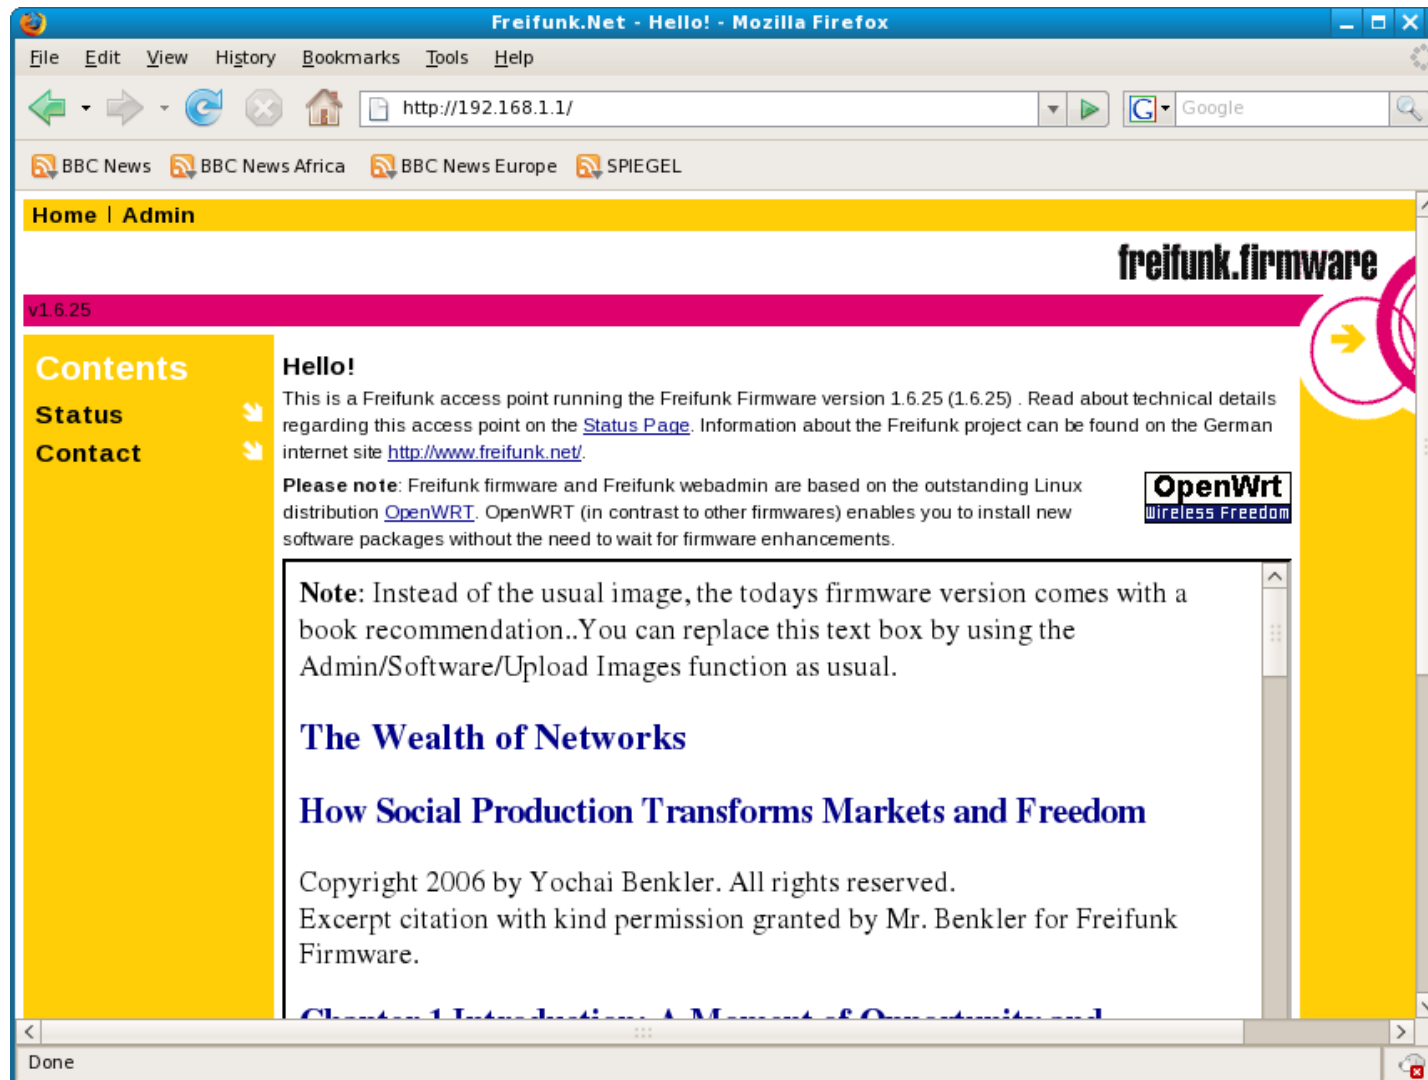 Freifunk.Net - Hello! - Mozilla Firefox
File Edit View History Bookmarks Tools Help
http://192.168.1.1/
G Google
BBC News BBC News Africa BBC News Europe SPIEGEL
Home | Admin
freifunk.firmware
v1.6.25
Contents
Status
Contact
Hello!
This is a Freifunk access point running the Freifunk Firmware version 1.6.25 (1.6.25) . Read about technical details
regarding this access point on the Status Page. Information about the Freifunk project can be found on the German
internet site http://www.freifunk.net/.
Please note: Freifunk firmware and Freifunk webadmin are based on the outstanding Linux
distribution OpenWRT. OpenWRT (in contrast to other firmwares) enables you to install new
software packages without the need to wait for firmware enhancements.
OpenWrt
Wireless Freedom
Note: Instead of the usual image, the todays firmware version comes with a
book recommendation..You can replace this text box by using the
Admin/Software/Upload Images function as usual.
The Wealth of Networks
How Social Production Transforms Markets and Freedom
Copyright 2006 by Yochai Benkler. All rights reserved.
Excerpt citation with kind permission granted by Mr. Benkler for Freifunk
Firmware.
Chapter 1 Introduction: A Moment of Opportunity and
Done